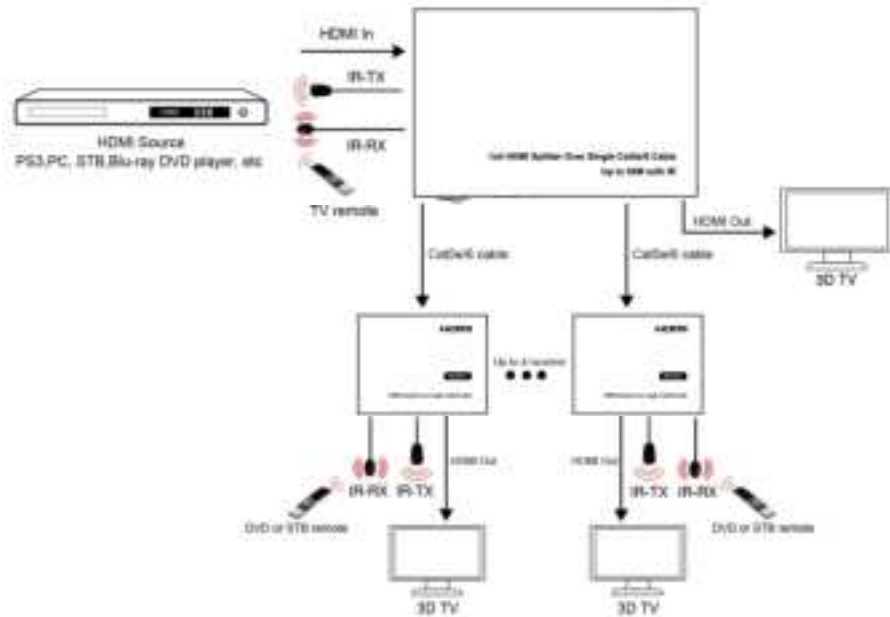 HDMI In
IR-TX
IR-RX
HDMI Source
PS3,PC, STB,Blu-ray DVD player, etc
TV remote
HDMI Splitter Over Single Cat5e/6 Cable
Up to with IR
HDMI Out
3D TV
Cat5e/6 cable
Cat5e/6 cable
HDMI
HDMI
Up to 4 receiver
HDMI Out
HDMI Out
IR-RX
IR-TX
IR-TX
IR-RX
DVD or STB remote
DVD or STB remote
3D TV
3D TV